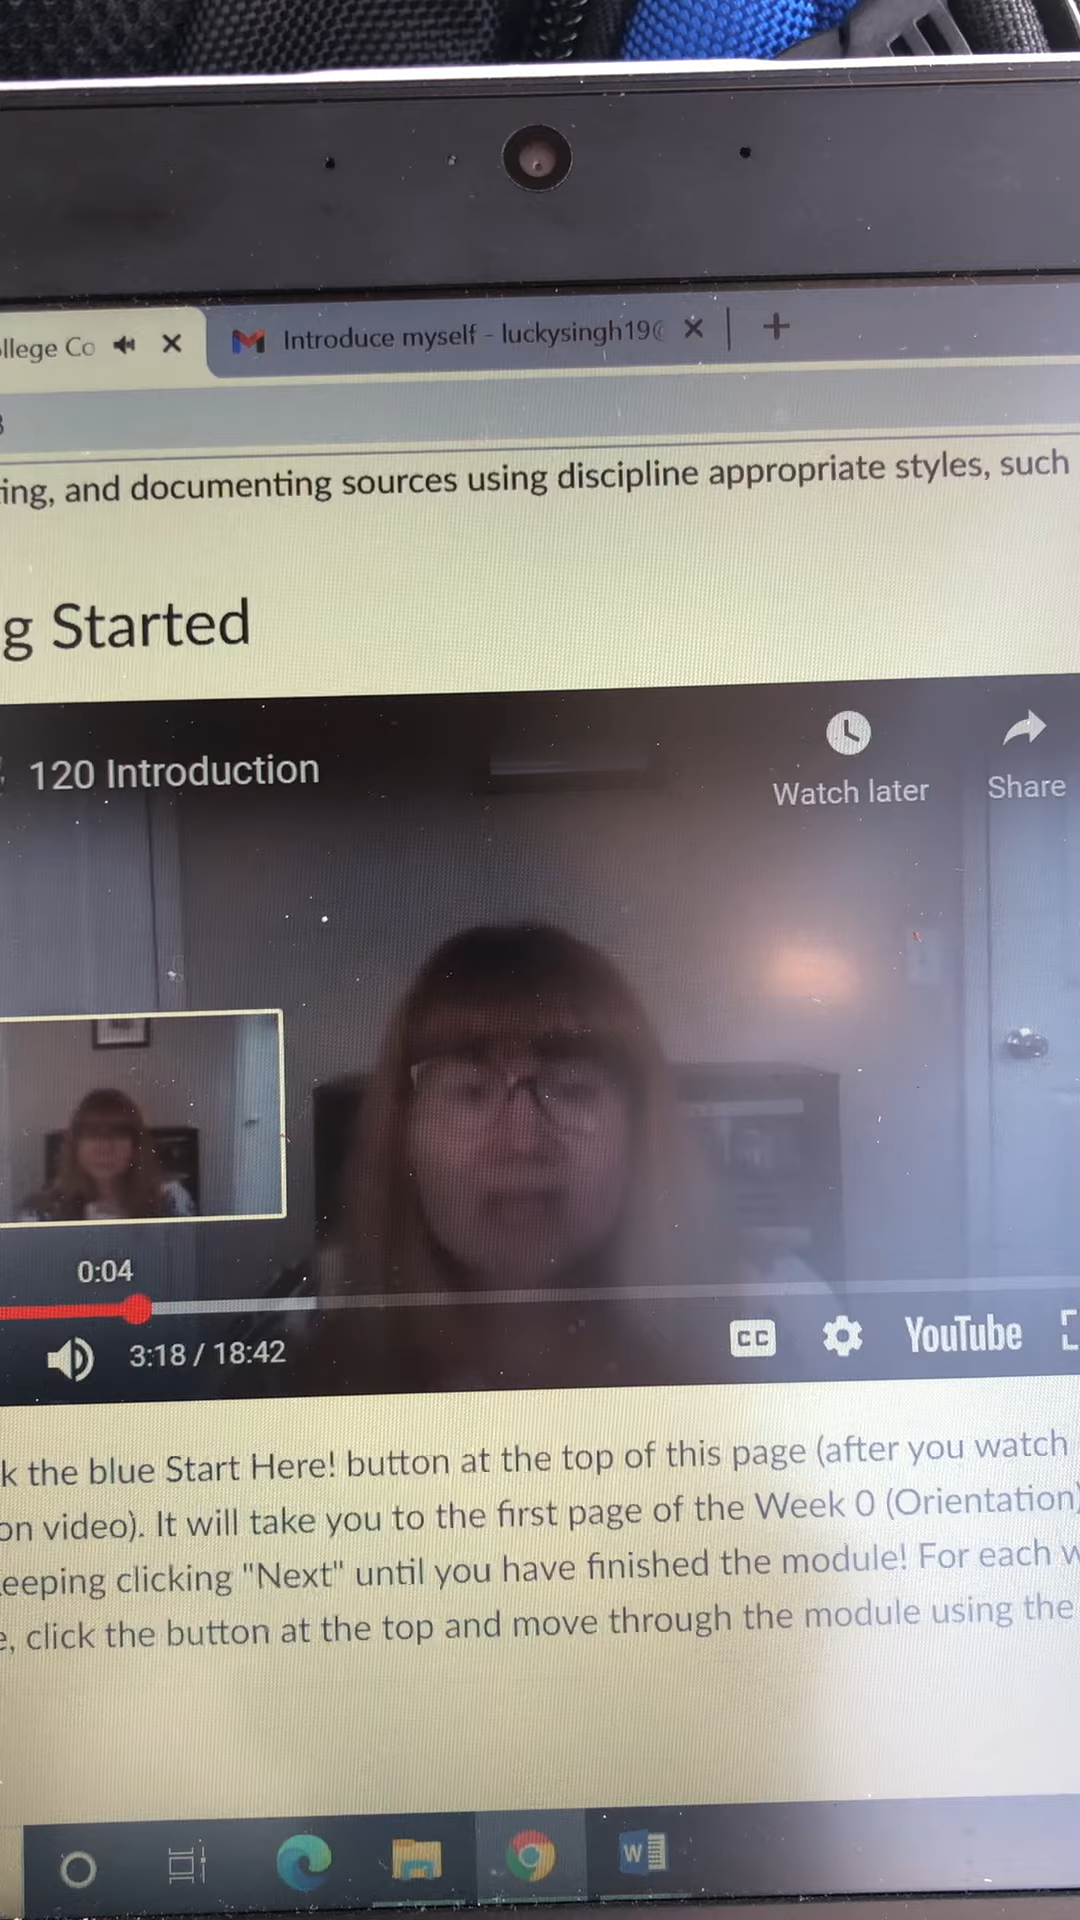 llege Co
Introduce myself - luckysingh19@
ing, and documenting sources using discipline appropriate styles, such
g Started
120 Introduction
Watch later
Share
0:04
3:18 / 18:42
CC
YouTube
k the blue Start Here! button at the top of this page (after you watch
on video). It will take you to the first page of the Week 0 (Orientation)
eeping clicking "Next" until you have finished the module! For each w
e, click the button at the top and move through the module using the
W